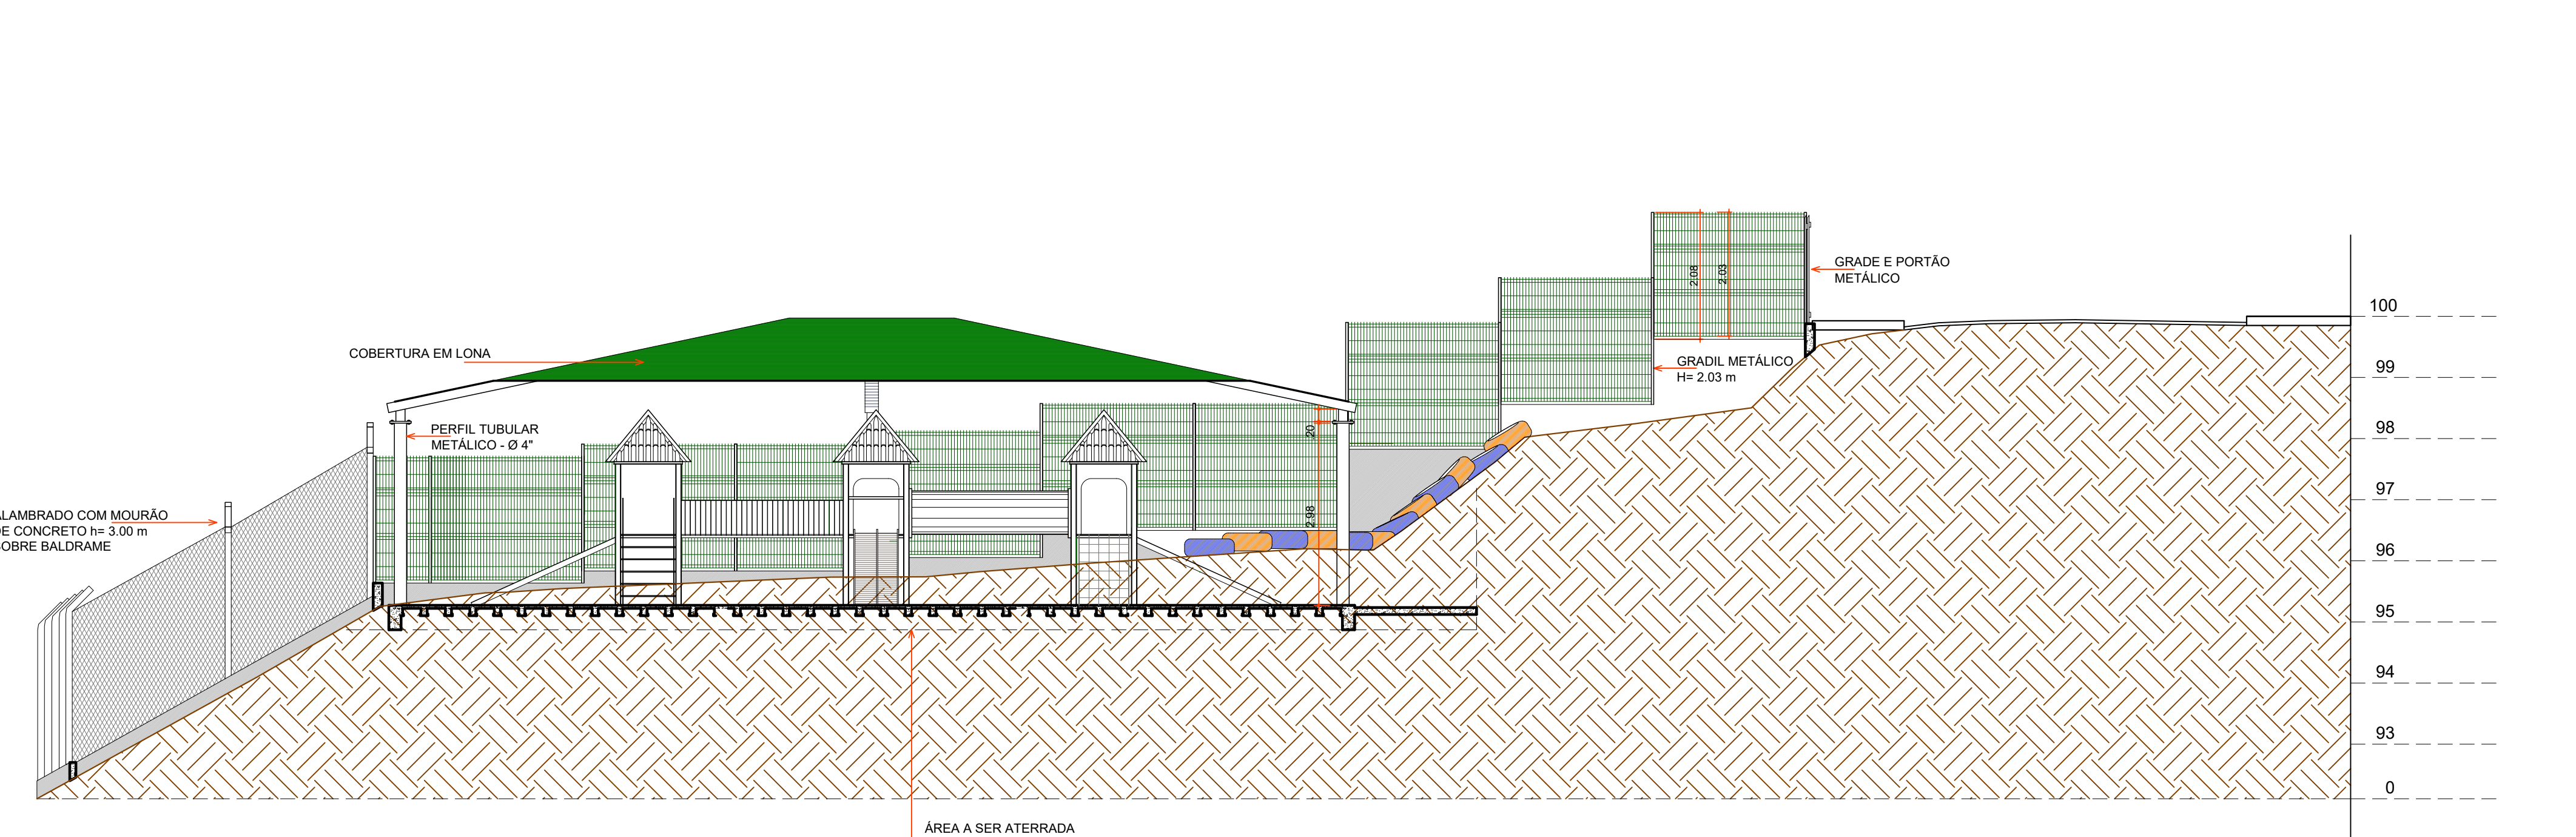 COBERTURA EM LONA
PERFIL TUBULAR
METÁLICO - Ø 4"
COM MOURÃO
CONCRETO h= 3.00 m
BALDRAME
2.08
2.03
.20
2.98
GRADE E PORTÃO
METÁLICO
GRADIL METÁLICO
H= 2.03 m
100
99
98
97
96
95
94
93
0
ÁREA A SER ATERRADA